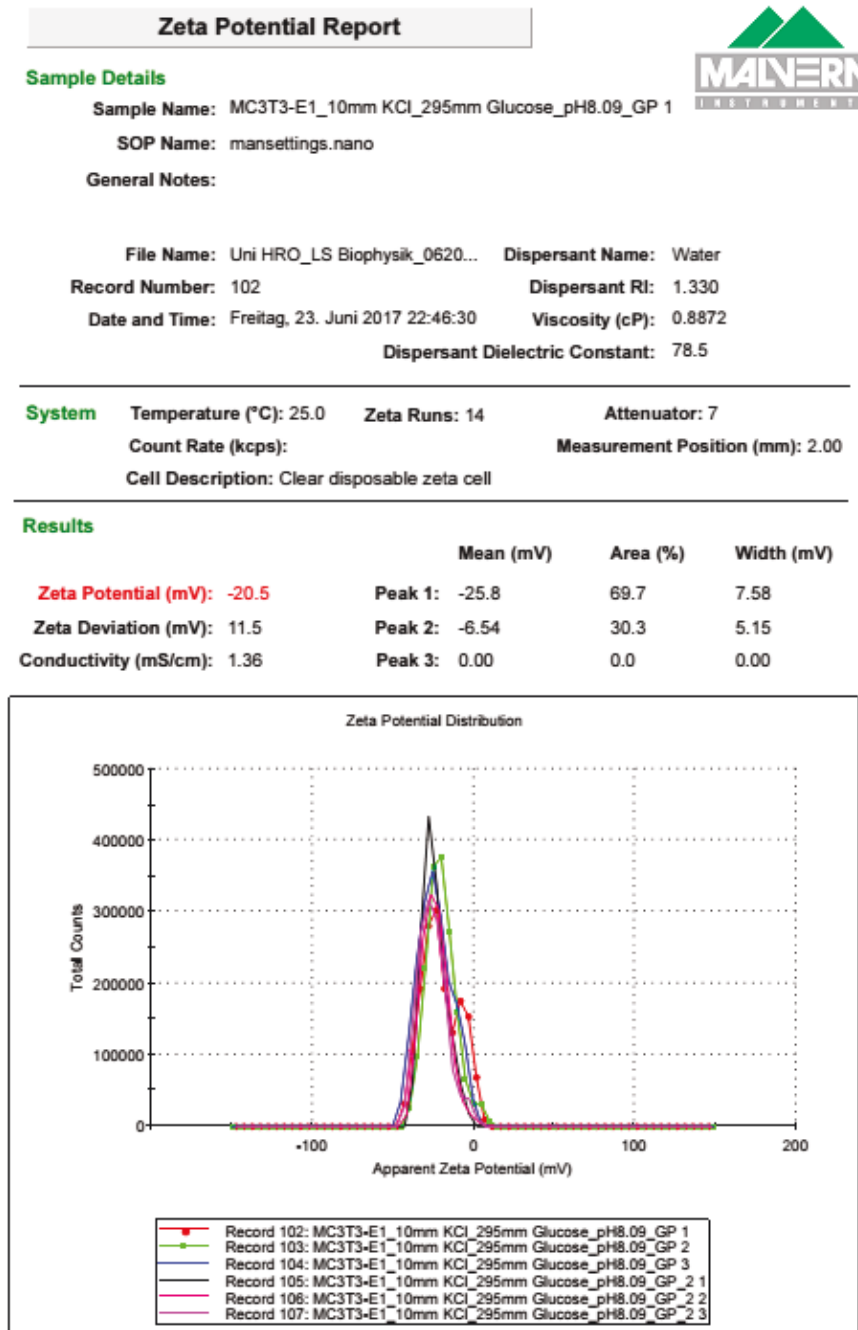 Zeta Potential Report
MALVERN
INSTRUMENTS
Sample Details
Sample Name: MC3T3-E1_10mm KCl_295mm Glucose_pH8.09_GP 1
SOP Name: mansettings.nano
General Notes:
File Name: Uni HRO_LS Biophysik_0620... Dispersant Name: Water
Record Number: 102 Dispersant RI: 1.330
Date and Time: Freitag, 23. Juni 2017 22:46:30 Viscosity (cP): 0.8872
Dispersant Dielectric Constant: 78.5
System Temperature (°C): 25.0 Zeta Runs: 14 Attenuator: 7
Count Rate (kcps): Measurement Position (mm): 2.00
Cell Description: Clear disposable zeta cell
Results
Mean (mV) Area (%) Width (mV)
Zeta Potential (mV): -20.5 Peak 1: -25.8 69.7 7.58
Zeta Deviation (mV): 11.5 Peak 2: -6.54 30.3 5.15
Conductivity (mS/cm): 1.36 Peak 3: 0.00 0.0 0.00
Zeta Potential Distribution
500000
400000
300000
200000
100000
0
Total Counts
-100 0 100 200
Apparent Zeta Potential (mV)
Record 102: MC3T3-E1_10mm KCl_295mm Glucose_pH8.09_GP 1
Record 103: MC3T3-E1_10mm KCl_295mm Glucose_pH8.09_GP 2
Record 104: MC3T3-E1_10mm KCl_295mm Glucose_pH8.09_GP 3
Record 105: MC3T3-E1_10mm KCl_295mm Glucose_pH8.09_GP_2 1
Record 106: MC3T3-E1_10mm KCl_295mm Glucose_pH8.09_GP_2 2
Record 107: MC3T3-E1_10mm KCl_295mm Glucose_pH8.09_GP_2 3